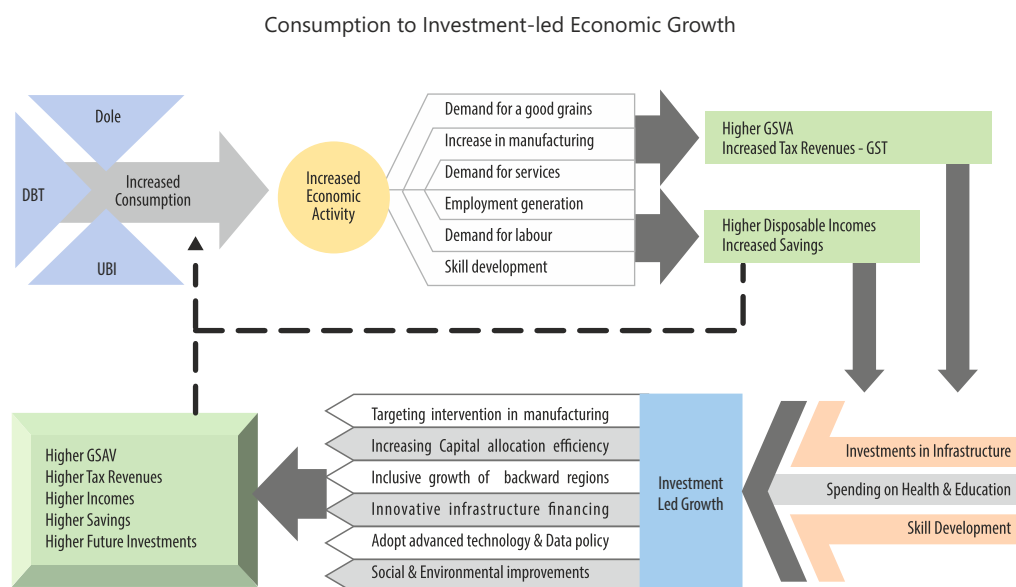 Consumption to Investment-led Economic Growth
Dole
DBT
UBI
Increased
Consumption
Increased
Economic
Activity
Demand for a good grains
Increase in manufacturing
Demand for services
Employment generation
Demand for labour
Skill development
Higher GSVA
Increased Tax Revenues - GST
Higher Disposable Incomes
Increased Savings
Investments in Infrastructure
Spending on Health & Education
Skill Development
Investment
Led Growth
Targeting intervention in manufacturing
Increasing Capital allocation efficiency
Inclusive growth of backward regions
Innovative infrastructure financing
Adopt advanced technology & Data policy
Social & Environmental improvements
Higher GSAV
Higher Tax Revenues
Higher Incomes
Higher Savings
Higher Future Investments